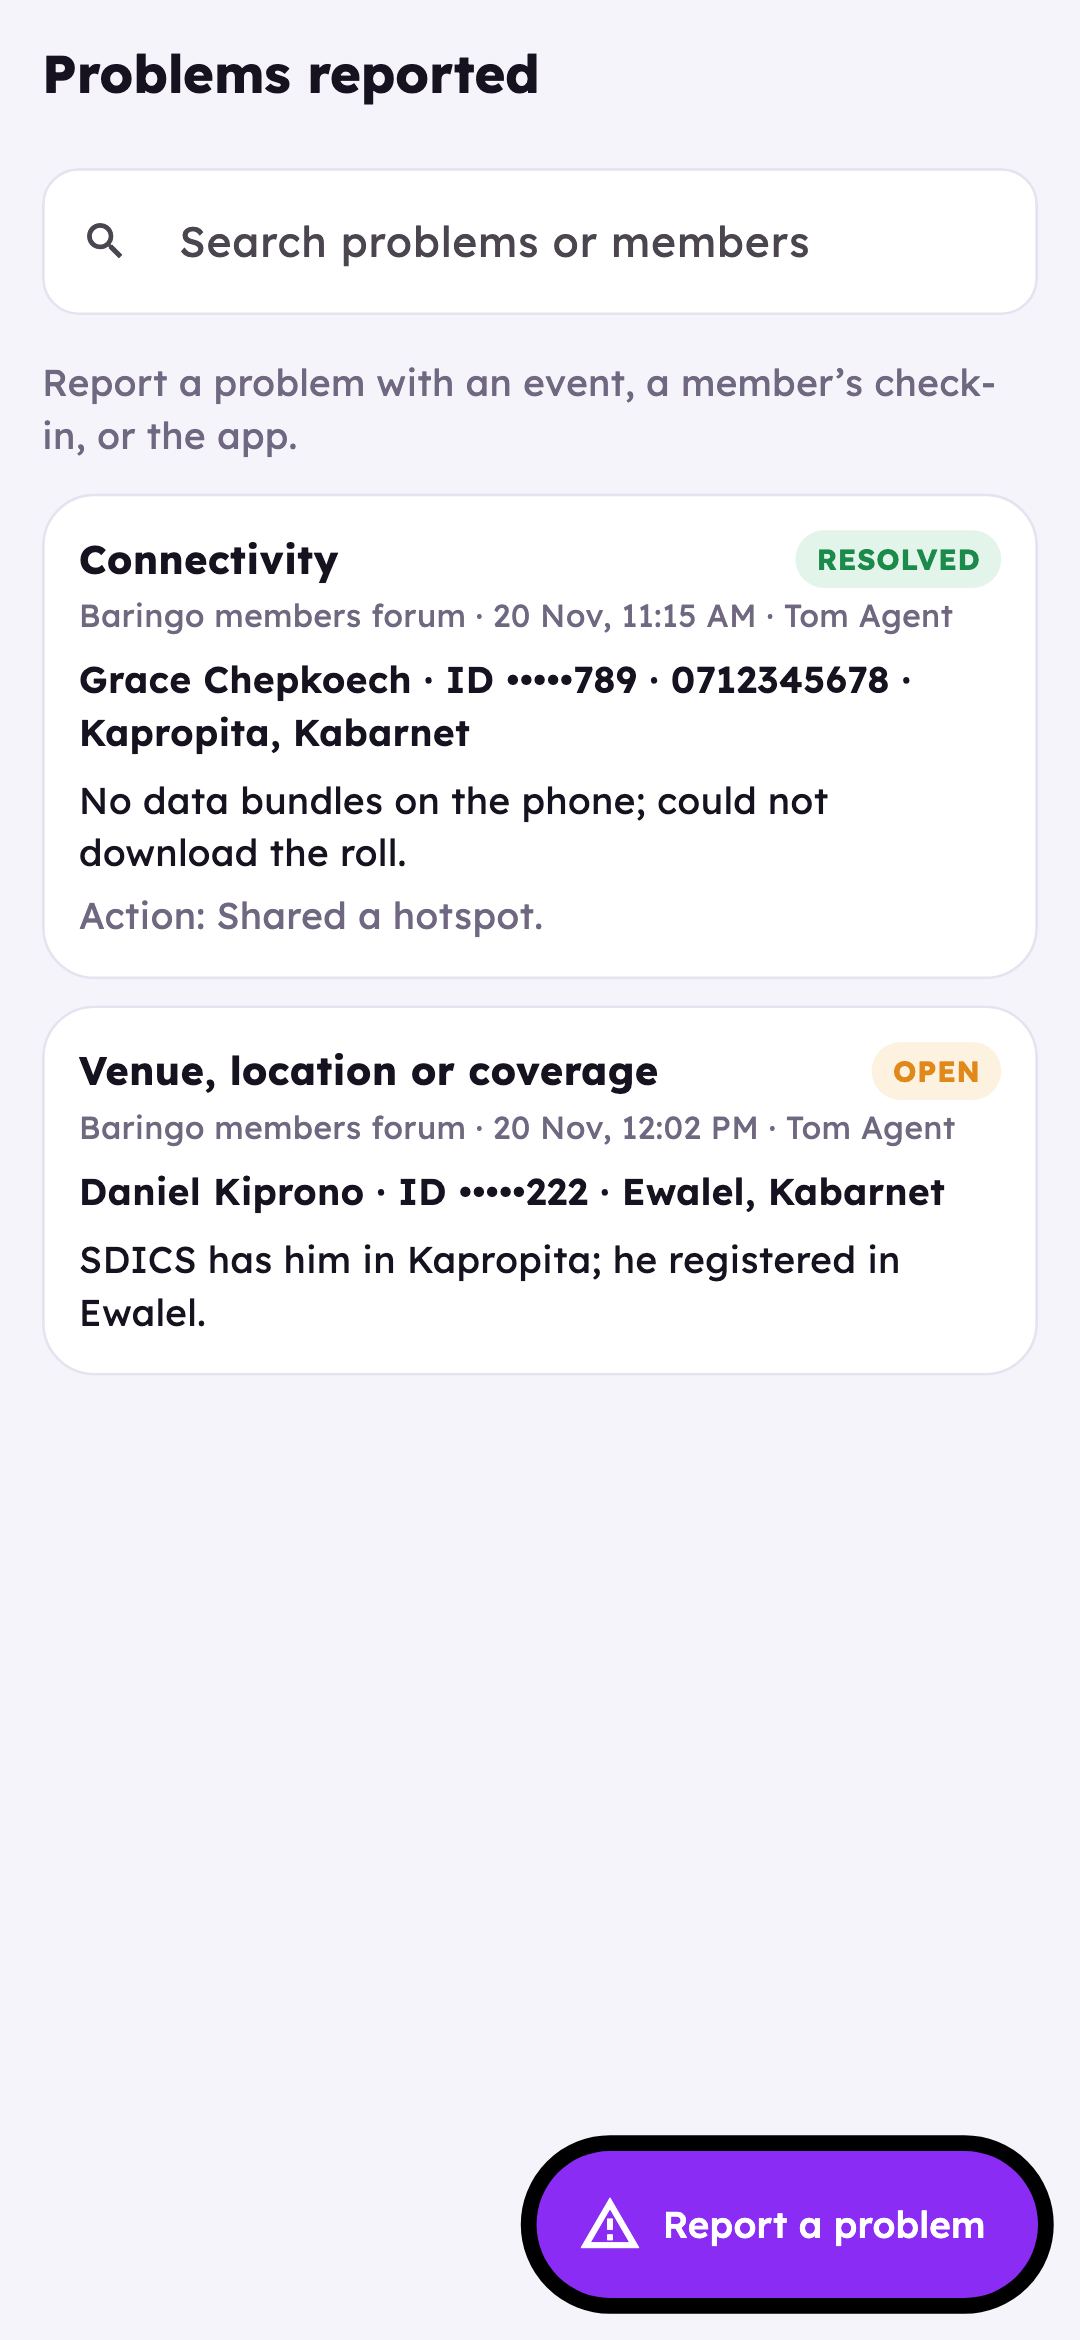 Problems reported
Search problems or members
Report a problem with an event, a member’s check-
in, or the app.
Connectivity
RESOLVED
Baringo members forum · 20 Nov, 11:15 AM · Tom Agent
Grace Chepkoech · ID •••••789 · 0712345678 ·
Kapropita, Kabarnet
No data bundles on the phone; could not
download the roll.
Action: Shared a hotspot.
Venue, location or coverage
OPEN
Baringo members forum · 20 Nov, 12:02 PM · Tom Agent
Daniel Kiprono · ID •••••222 · Ewalel, Kabarnet
SDICS has him in Kapropita; he registered in
Ewalel.
Report a problem